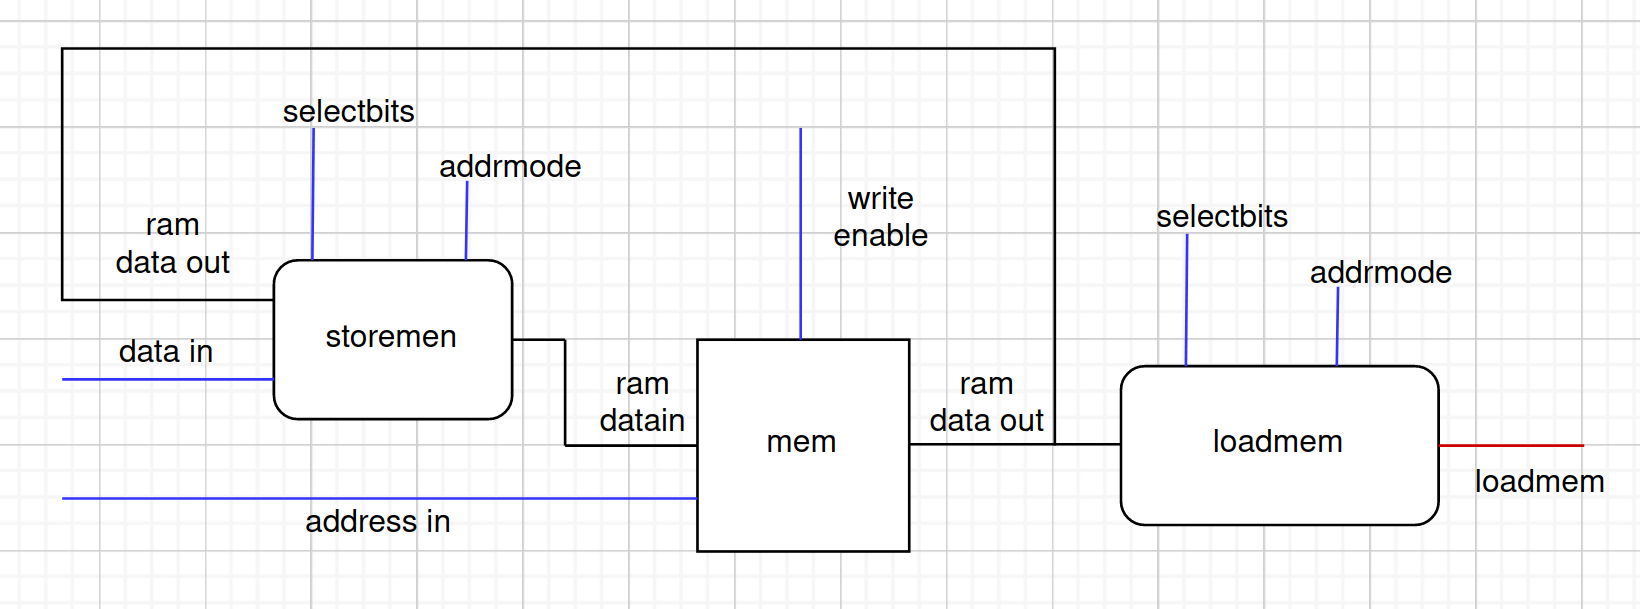 selectbits
addrmode
ram
data out
data in
storemen
write
enable
ram
datain
address in
mem
ram
data out
selectbits
addrmode
loadmem
loadmem